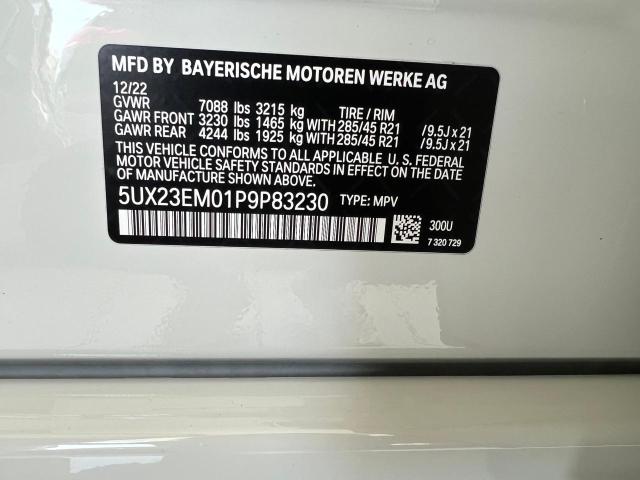 MFD BY BAYERISCHE MOTOREN WERKE AG
12/22
GVWR 7088 lbs 3215 kg TIRE / RIM
GAWR FRONT 3230 lbs 1465 kg WITH 285/45 R21 /9.5J x 21
GAWR REAR 4244 lbs 1925 kg WITH 285/45 R21 /9.5J x 21
THIS VEHICLE CONFORMS TO ALL APPLICABLE U. S. FEDERAL
MOTOR VEHICLE SAFETY STANDARDS IN EFFECT ON THE DATE
OF MANUFACTURE SHOWN ABOVE.
5UX23EM01P9P83230 TYPE: MPV
300U
7 320 729